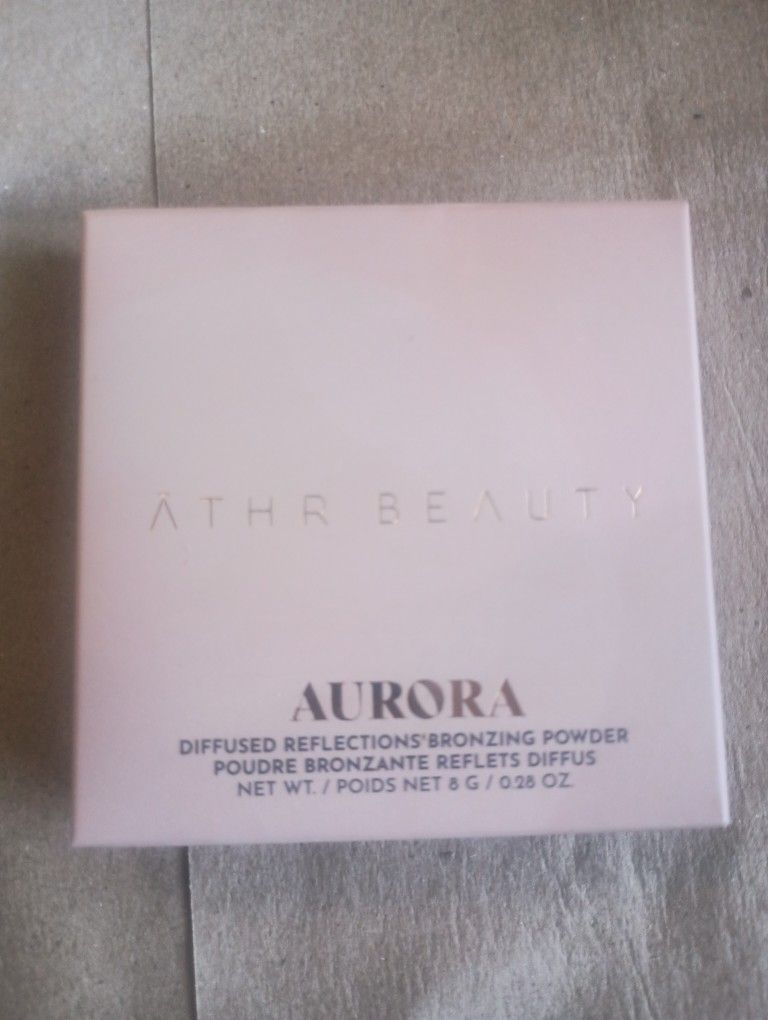 ĀTHR BEAUTY
AURORA
DIFFUSED REFLECTIONS BRONZING POWDER
POUDRE BRONZANTE REFLETS DIFFUS
NET WT. / POIDS NET 8 G / 0.28 OZ.